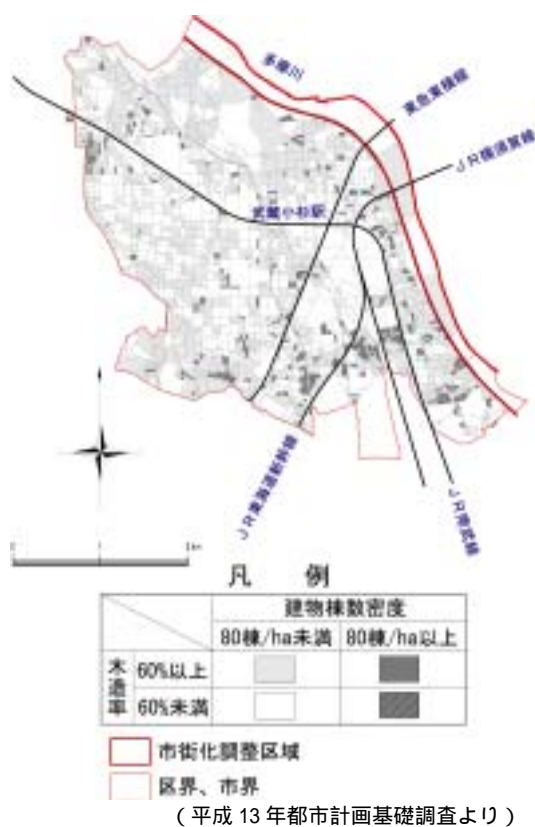 多摩川
東急東横線
JR横須賀線
武蔵小杉駅
JR東海道新幹線
JR南武線
凡　例
建物棟数密度
80棟/ha未満 80棟/ha以上
木造率
60%以上
60%未満
市街化調整区域
区界、市界
（平成 13 年都市計画基礎調査より）